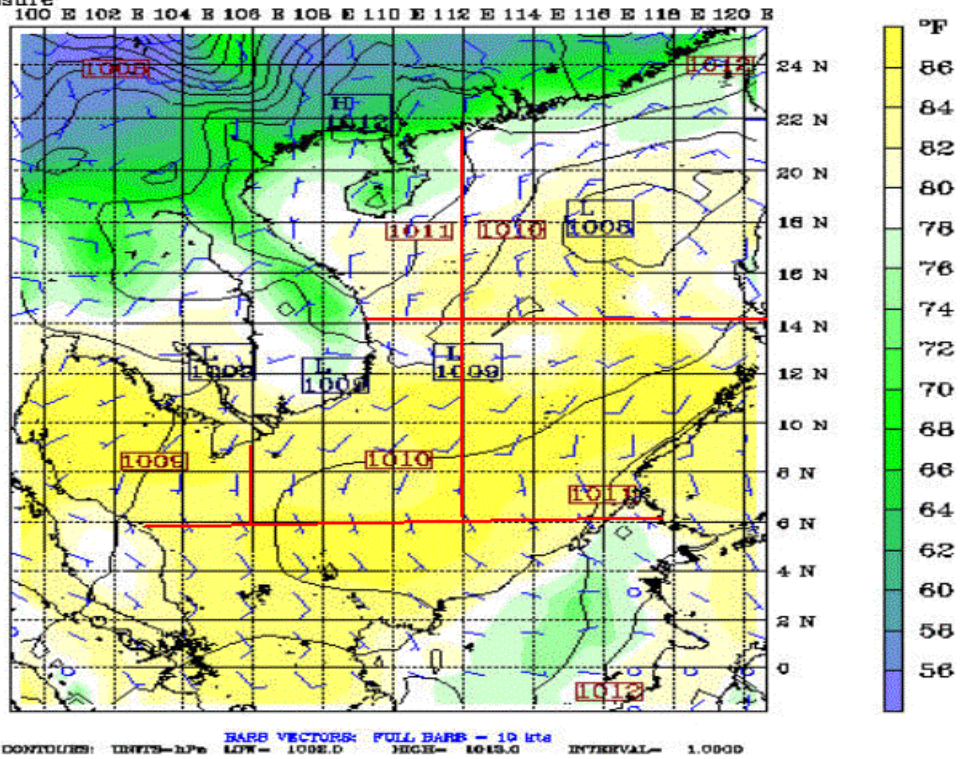 sure
100 E 102 E 104 E 106 E 108 E 110 E 112 E 114 E 116 E 118 E 120 E
°F
1008
1012
24 N
86
H
1012
22 N
84
20 N
82
L
1008
18 N
80
1011
1010
16 N
78
14 N
76
L
1009
L
1009
L
1009
12 N
74
10 N
72
1009
1010
8 N
70
1011
6 N
68
4 N
66
2 N
64
0
62
1012
60
58
56
BARB VECTORS: FULL BARB = 10 kts
CONTOURS: UNITS=hPa LOW= 1002.0 HIGH= 1013.0 INTERVAL= 1.0000